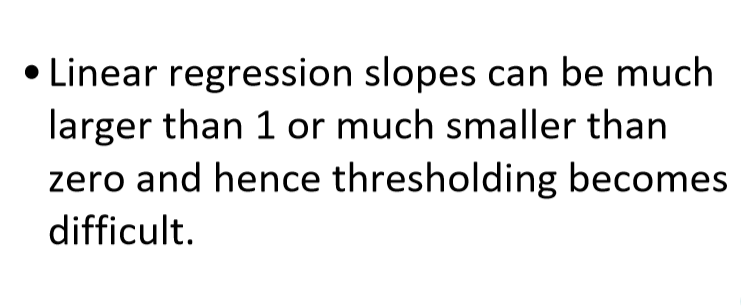 • Linear regression slopes can be much
larger than 1 or much smaller than
zero and hence thresholding becomes
difficult.